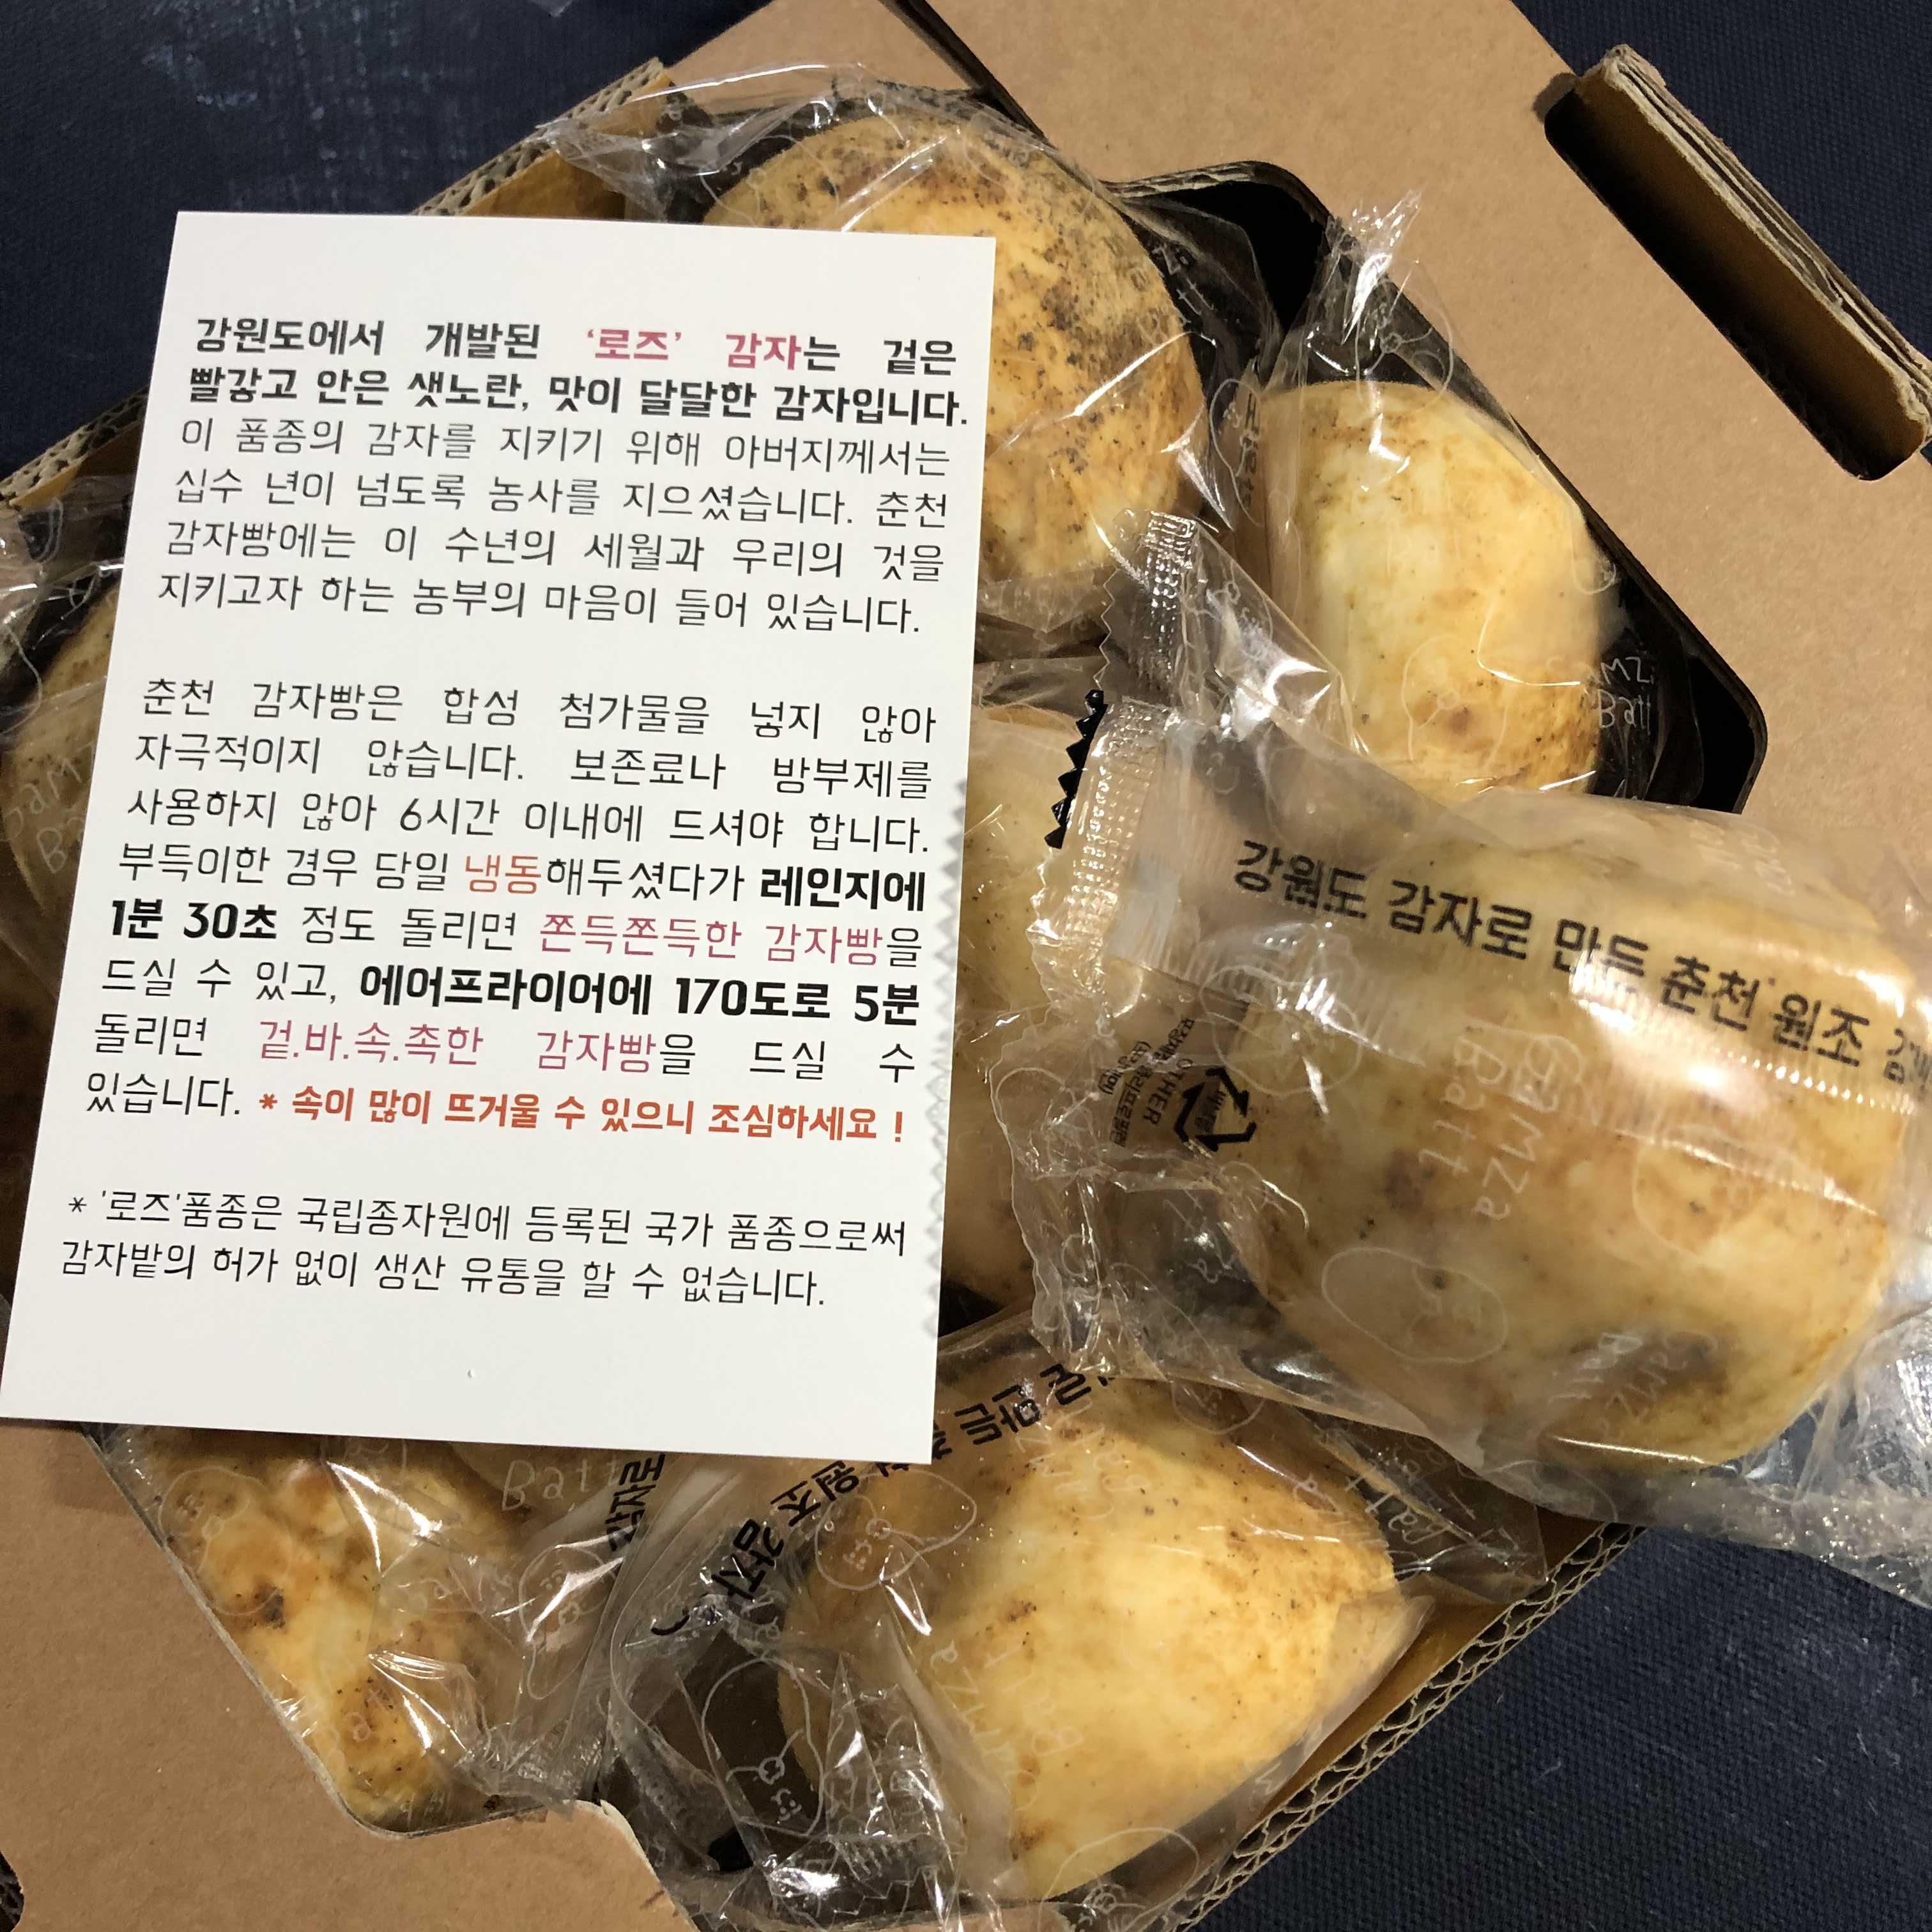 강원도에서 개발된 '로즈' 감자는 겉은
빨갛고 안은 샛노란, 맛이 달달한 감자입니다.
이 품종의 감자를 지키기 위해 아버지께서는
십수 년이 넘도록 농사를 지으셨습니다. 춘천
감자빵에는 이 수년의 세월과 우리의 것을
지키고자 하는 농부의 마음이 들어 있습니다.
춘천 감자빵은 합성 첨가물을 넣지 않아
자극적이지 않습니다. 보존료나 방부제를
사용하지 않아 6시간 이내에 드셔야 합니다.
부득이한 경우 당일 냉동해두셨다가 레인지에
1분 30초 정도 돌리면 쫀득쫀득한 감자빵을
드실 수 있고, 에어프라이어에 170도로 5분
돌리면 겉.바.속.촉한 감자빵을 드실 수
있습니다. * 속이 많이 뜨거울 수 있으니 조심하세요 !
* '로즈'품종은 국립종자원에 등록된 국가 품종으로써
감자밭의 허가 없이 생산 유통을 할 수 없습니다.
강원도 감자로 만든 춘천 원조
OTHER
GaMZa
Batt
Batt
감자로
원조 감자